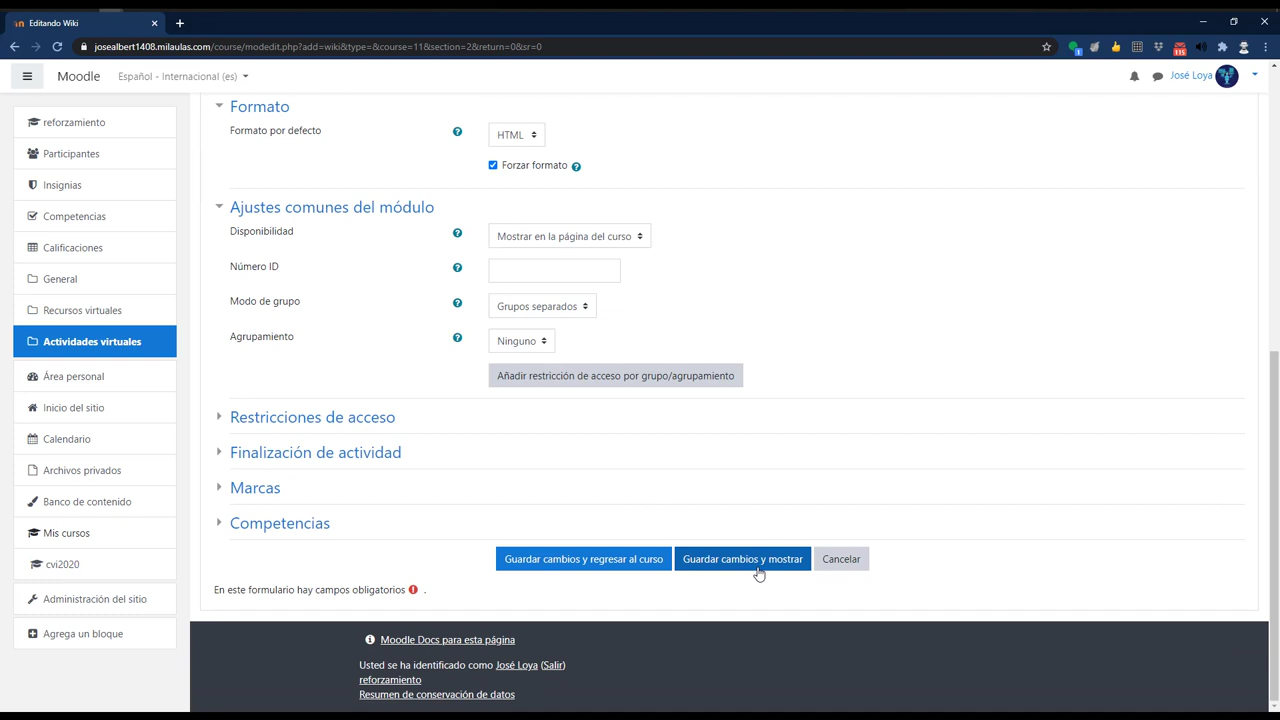 Editando Wiki
josealbert1408.milaulas.com/course/modedit.php?add=wiki&type=&course=11&section=2&return=0&sr=0
1
115
Moodle
Español - Internacional (es)
José Loya
reforzamiento
Participantes
Insignias
Competencias
Calificaciones
General
Recursos virtuales
Actividades virtuales
Área personal
Inicio del sitio
Calendario
Archivos privados
Banco de contenido
Mis cursos
cvi2020
Administración del sitio
Agrega un bloque
Formato
Formato por defecto
HTML
Forzar formato
Ajustes comunes del módulo
Disponibilidad
Mostrar en la página del curso
Número ID
Modo de grupo
Grupos separados
Agrupamiento
Ninguno
Añadir restricción de acceso por grupo/agrupamiento
Restricciones de acceso
Finalización de actividad
Marcas
Competencias
Guardar cambios y regresar al curso
Guardar cambios y mostrar
Cancelar
En este formulario hay campos obligatorios .
Moodle Docs para esta página
Usted se ha identificado como José Loya (Salir)
reforzamiento
Resumen de conservación de datos